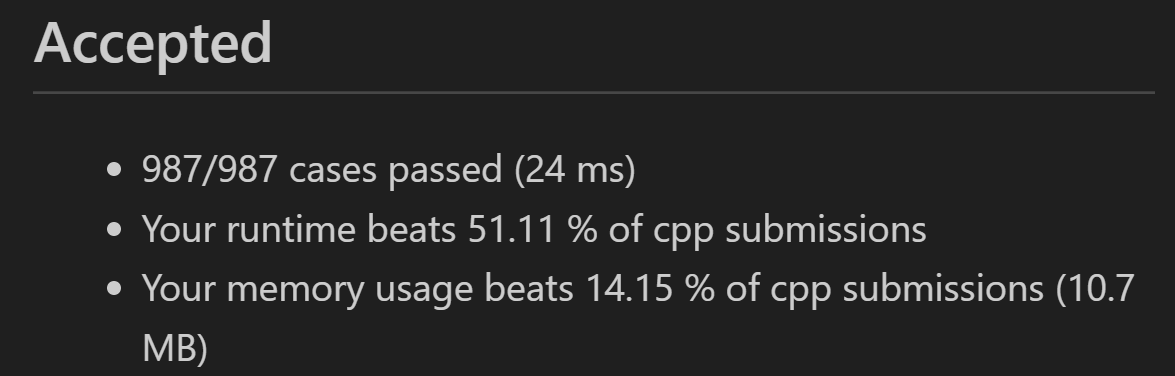 Accepted
987/987 cases passed (24 ms)
Your runtime beats 51.11 % of cpp submissions
Your memory usage beats 14.15 % of cpp submissions (10.7
MB)